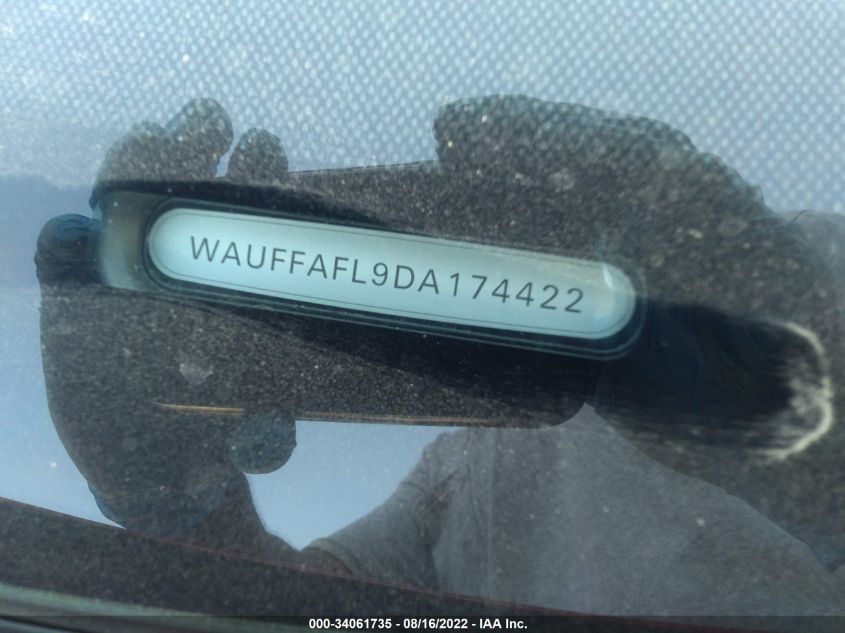 WAUFFAFL9DA174422
000-34061735 - 08/16/2022 - IAA Inc.